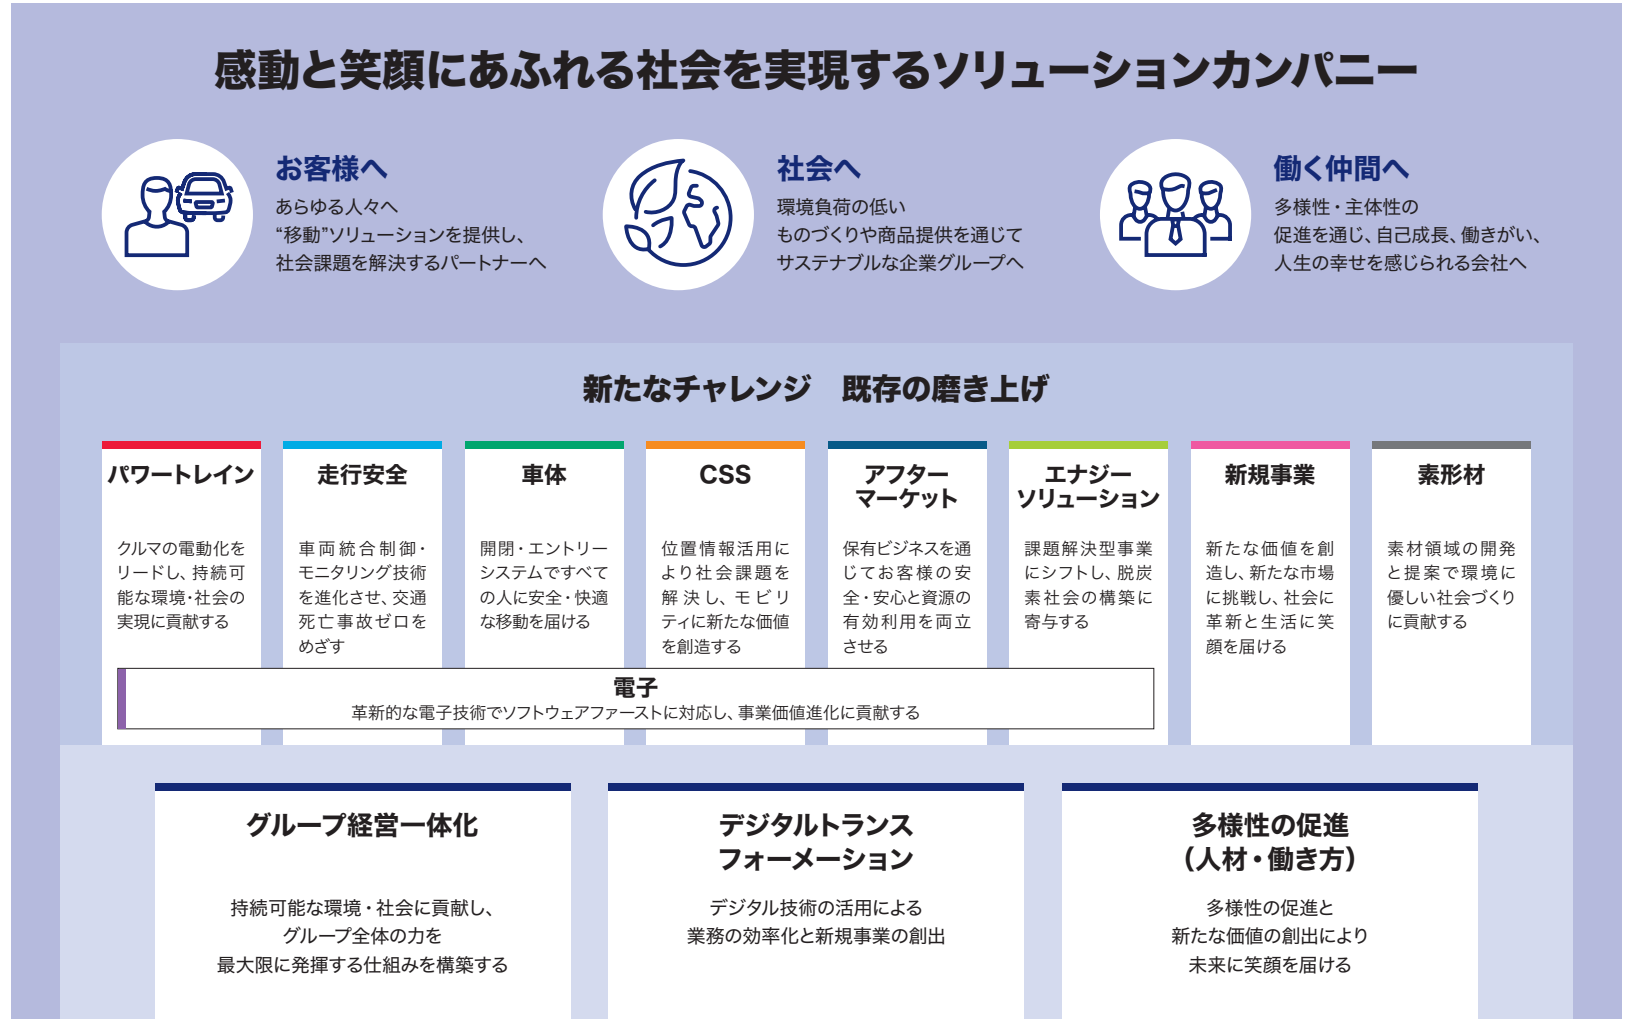 感動と笑顔にあふれる社会を実現するソリューションカンパニー
お客様へ
あらゆる人々へ
“移動”ソリューションを提供し、
社会課題を解決するパートナーへ
社会へ
環境負荷の低い
ものづくりや商品提供を通じて
サステナブルな企業グループへ
働く仲間へ
多様性・主体性の
促進を通じ、自己成長、働きがい、
人生の幸せを感じられる会社へ
新たなチャレンジ　既存の磨き上げ
パワートレイン
クルマの電動化を
リードし、持続可
能な環境・社会の
実現に貢献する
走行安全
車両統合制御・
モニタリング技術
を進化させ、交通
死亡事故ゼロを
めざす
車体
開閉・エントリー
システムですべて
の人に安全・快適
な移動を届ける
CSS
位置情報活用に
より社会課題を
解決し、モビリ
ティに新たな価値
を創造する
アフター
マーケット
保有ビジネスを通
じてお客様の安
全・安心と資源の
有効利用を両立
させる
エナジー
ソリューション
課題解決型事業
にシフトし、脱炭
素社会の構築に
寄与する
新規事業
新たな価値を創
造し、新たな市場
に挑戦し、社会に
革新と生活に笑
顔を届ける
素形材
素材領域の開発
と提案で環境に
優しい社会づくり
に貢献する
電子
革新的な電子技術でソフトウェアファーストに対応し、事業価値進化に貢献する
グループ経営一体化
持続可能な環境・社会に貢献し、
グループ全体の力を
最大限に発揮する仕組みを構築する
デジタルトランス
フォーメーション
デジタル技術の活用による
業務の効率化と新規事業の創出
多様性の促進
（人材・働き方）
多様性の促進と
新たな価値の創出により
未来に笑顔を届ける